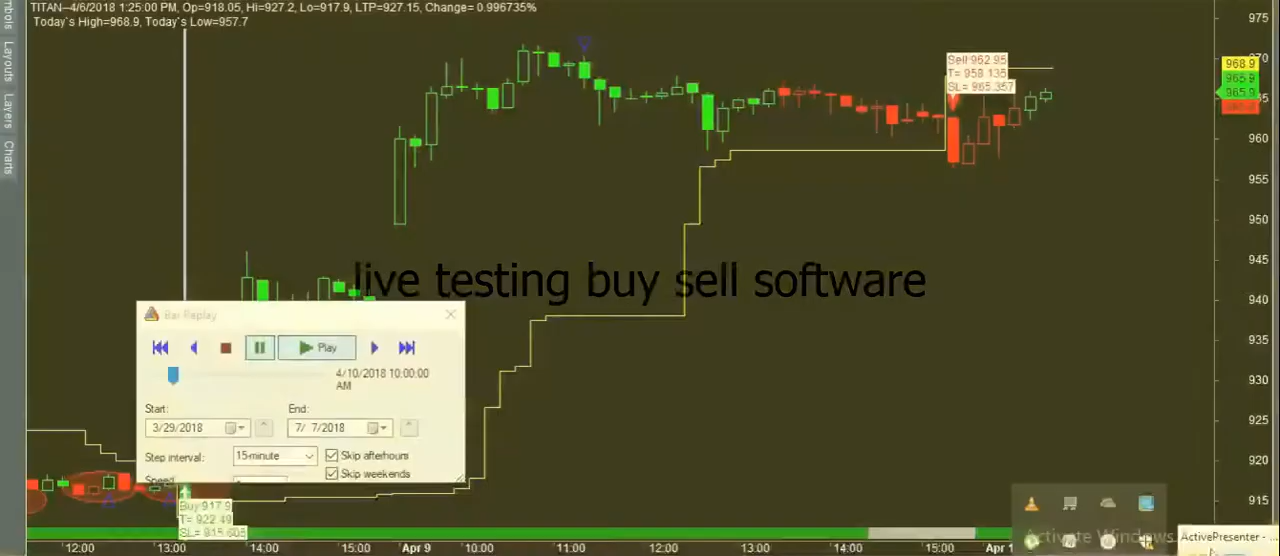 TITAN--4/6/2018 1:25:00 PM, Op=918.05, Hi=927.2, Lo=917.9, LTP=927.15, Change= 0.996735%
Today`s High=968.9, Today`s Low=957.7
Layouts
Layers
Charts
975
970
968.9
965.9
965.9
965
960
955
950
945
940
935
930
925
920
915
Sell:962.95
T= 958.135
SL= 965.357
live testing buy sell software
Bar Replay
Play
4/10/2018 10:00:00
AM
Start:
End:
3/29/2018
7/ 7/2018
Step interval:
15-minute
Skip afterhours
Skip weekends
Speed
Buy:917.9
T= 922.49
SL= 915.605
Activate Windows
ActivePresenter - ...
12:00
13:00
14:00
15:00
Apr 9
10:00
11:00
12:00
13:00
14:00
15:00
Apr 1